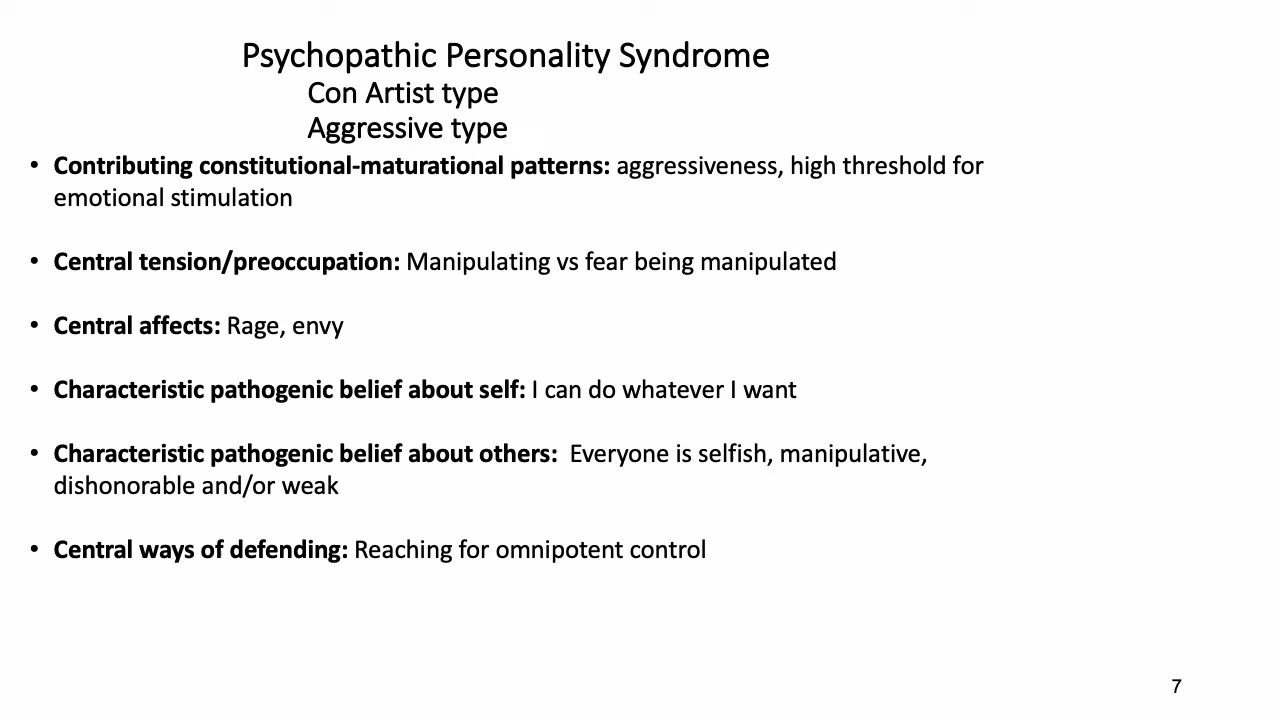 Psychopathic Personality Syndrome
Con Artist type
Aggressive type
• Contributing constitutional-maturational patterns: aggressiveness, high threshold for
emotional stimulation
• Central tension/preoccupation: Manipulating vs fear being manipulated
• Central affects: Rage, envy
• Characteristic pathogenic belief about self: I can do whatever I want
• Characteristic pathogenic belief about others:  Everyone is selfish, manipulative,
dishonorable and/or weak
• Central ways of defending: Reaching for omnipotent control
7